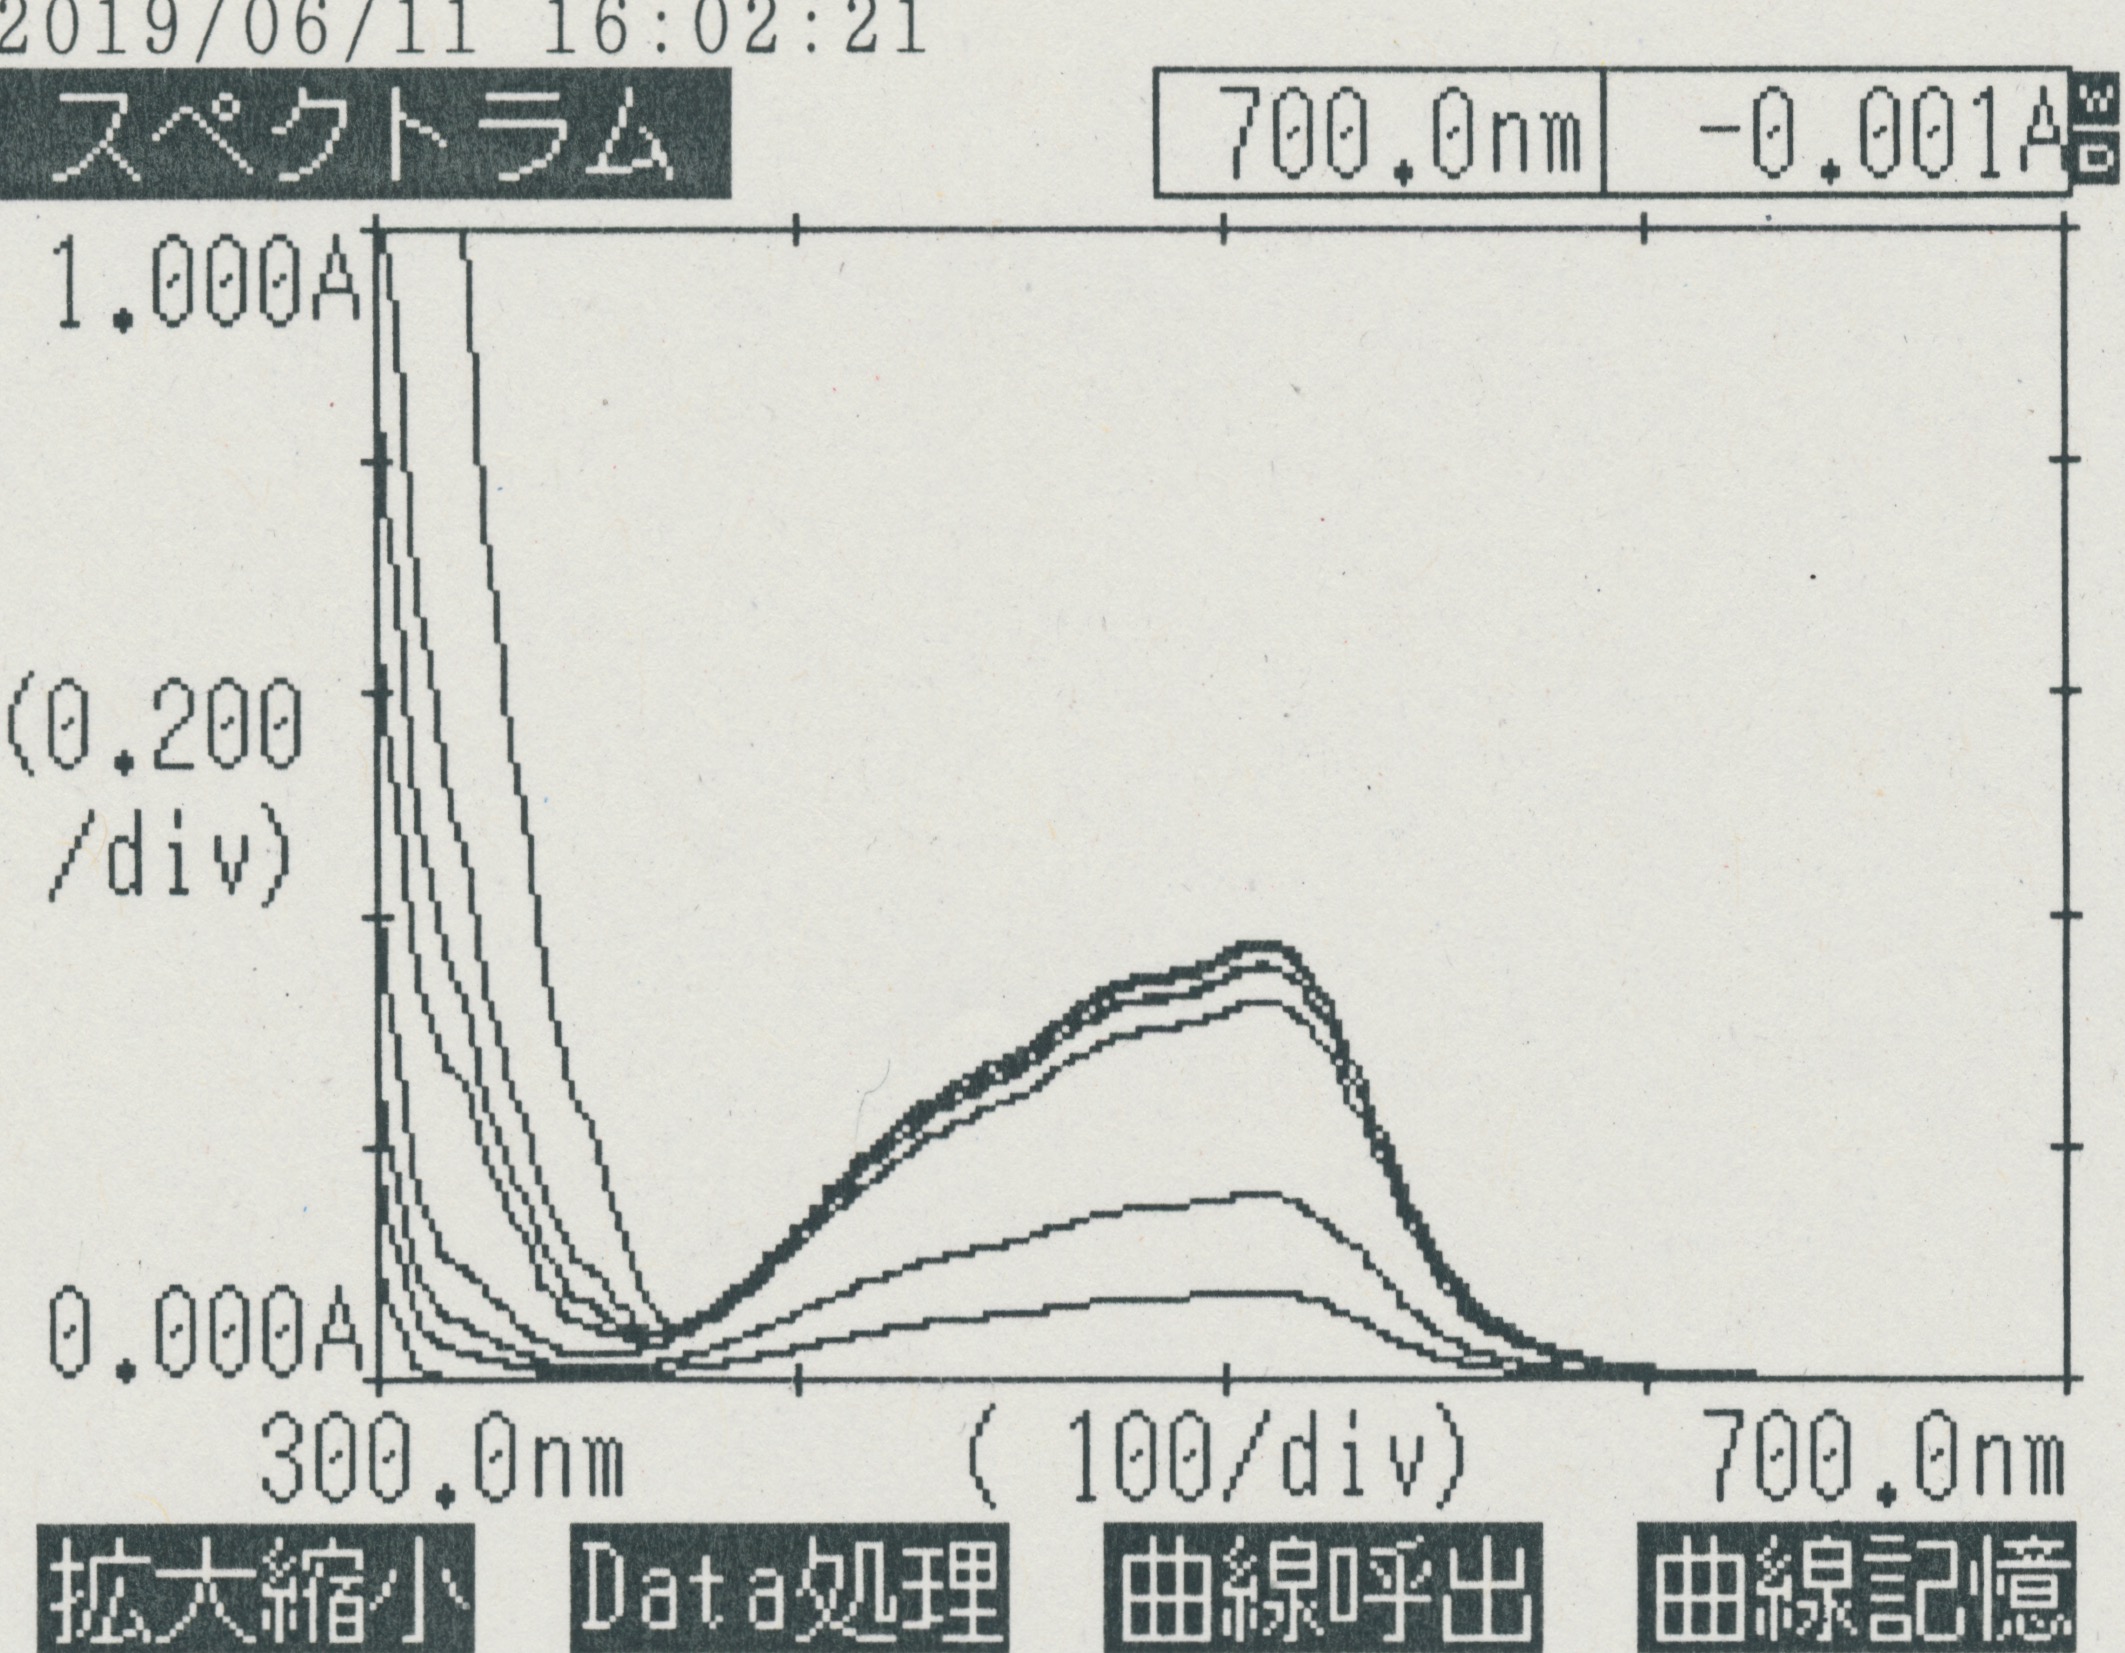 2019/06/11 16:02:21
スペクトラム 700.0nm -0.001A
1.000A
(0.200
/div)
0.000A
300.0nm ( 100/div) 700.0nm
拡大縮小 Data処理 曲線呼出 曲線記憶